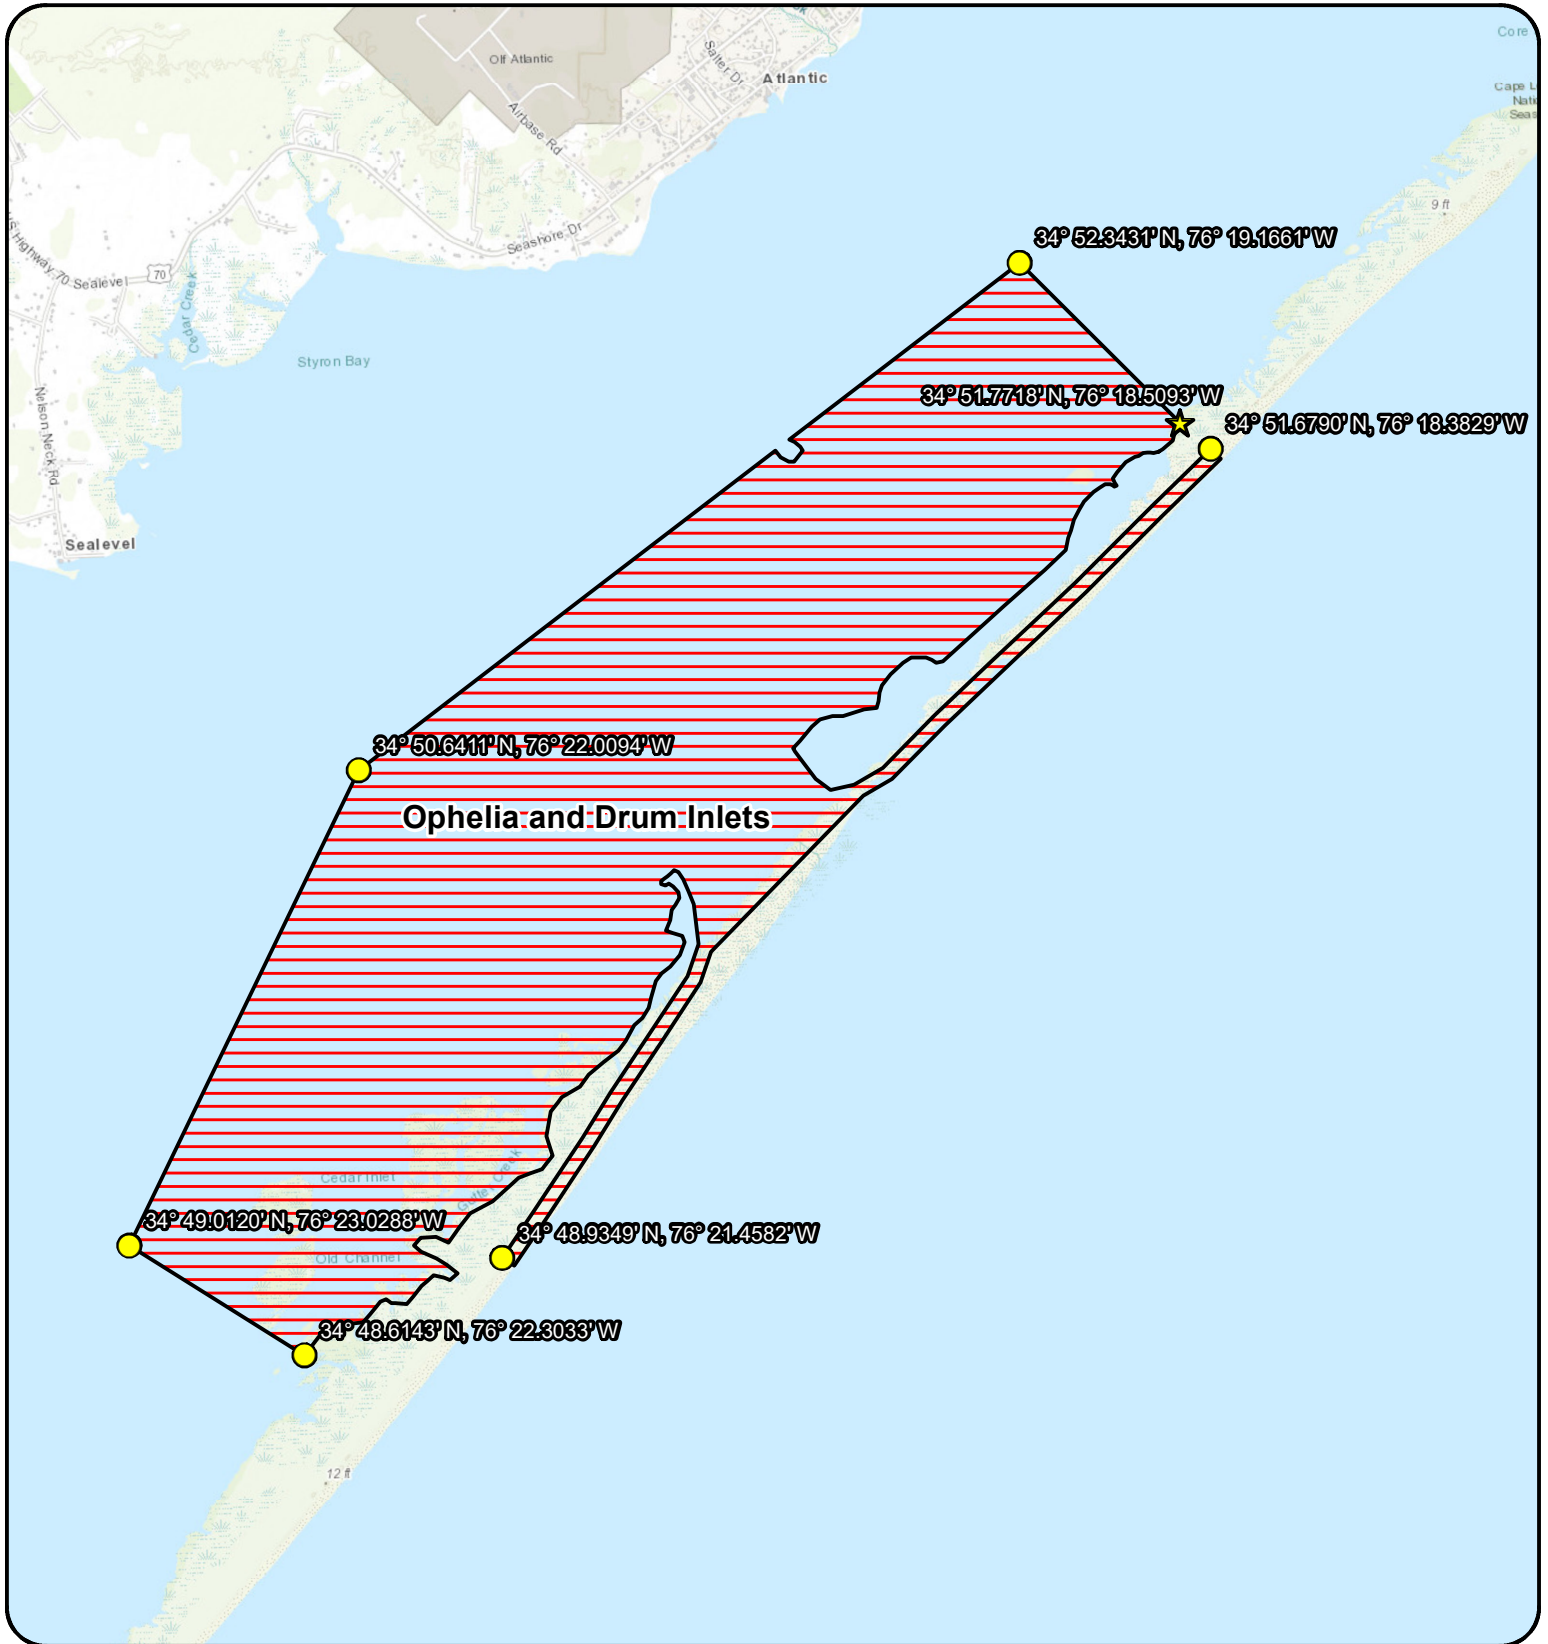 Core
Olf Atlantic
Salter Dr
Atlantic
Cape L
Natio
Seas
Airbase Rd
9 ft
US Highway 70
Sealevel
70
Cedar Creek
Seashore Dr
34° 52.3431' N, 76° 19.1661' W
Styron Bay
Nelson Neck Rd
34° 51.7718' N, 76° 18.5093' W
34° 51.6790' N, 76° 18.3829' W
Sealevel
34° 50.6411' N, 76° 22.0094' W
Ophelia and Drum Inlets
Cedar Inlet
34° 49.0120' N, 76° 23.0288' W
34° 48.9349' N, 76° 21.4582' W
Old Channel
34° 48.6143' N, 76° 22.3033' W
12 ft